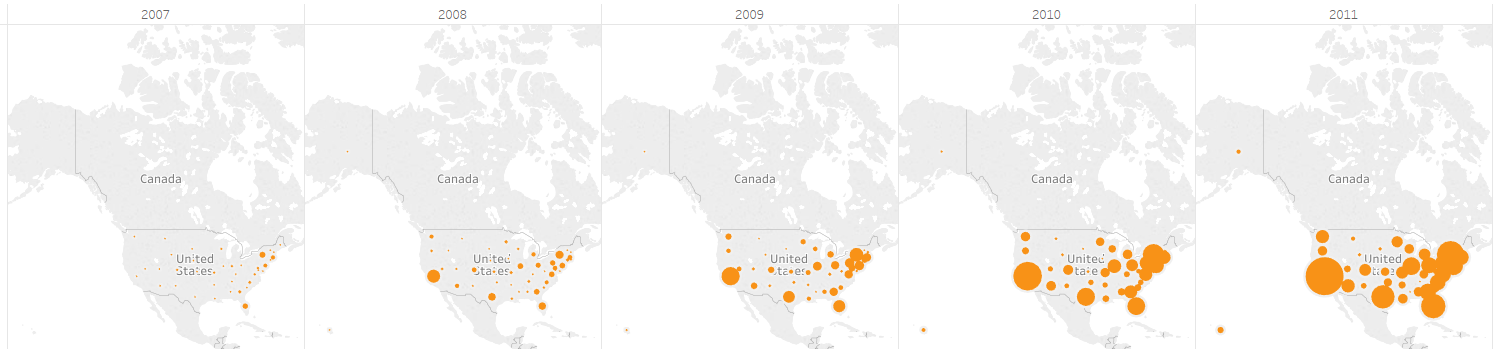 2007 2008 2009 2010 2011
Canada Canada Canada Canada Canada
United United United United United
States States States States States